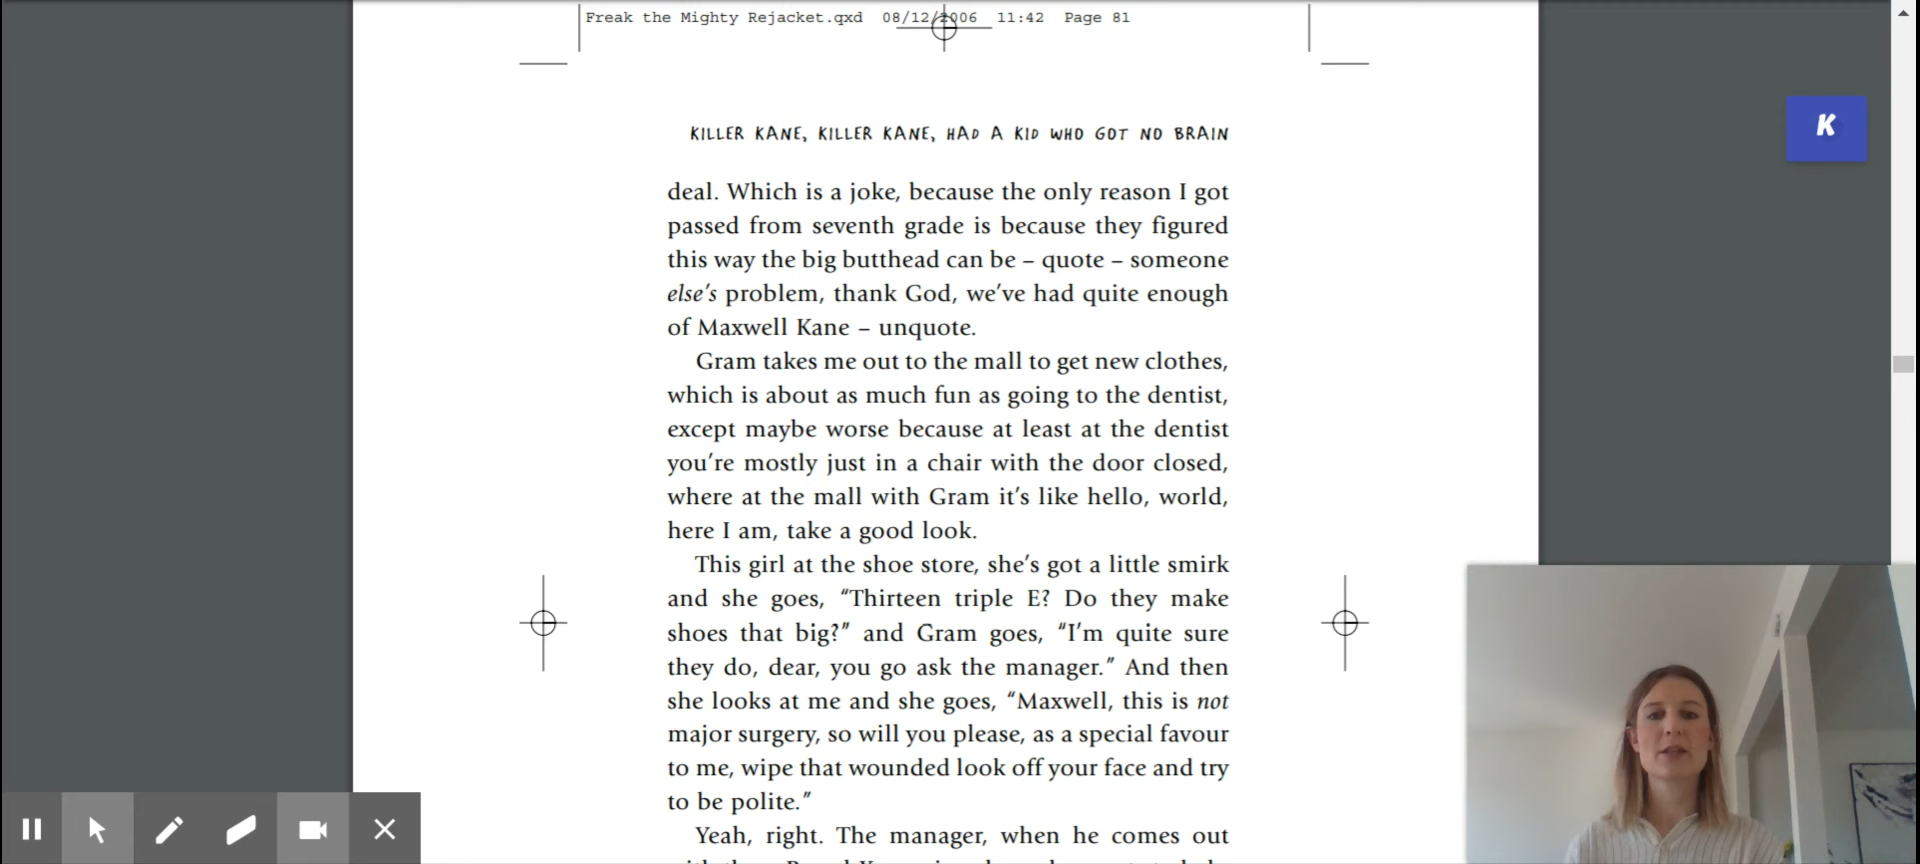 Freak the Mighty Rejacket.qxd 08/12/2006 11:42 Page 81
KILLER KANE, KILLER KANE, HAD A KID WHO GOT NO BRAIN
K
deal. Which is a joke, because the only reason I got
passed from seventh grade is because they figured
this way the big butthead can be – quote – someone
else’s problem, thank God, we’ve had quite enough
of Maxwell Kane – unquote.
Gram takes me out to the mall to get new clothes,
which is about as much fun as going to the dentist,
except maybe worse because at least at the dentist
you’re mostly just in a chair with the door closed,
where at the mall with Gram it’s like hello, world,
here I am, take a good look.
This girl at the shoe store, she’s got a little smirk
and she goes, “Thirteen triple E? Do they make
shoes that big?” and Gram goes, “I’m quite sure
they do, dear, you go ask the manager.” And then
she looks at me and she goes, “Maxwell, this is not
major surgery, so will you please, as a special favour
to me, wipe that wounded look off your face and try
to be polite.”
Yeah, right. The manager, when he comes out